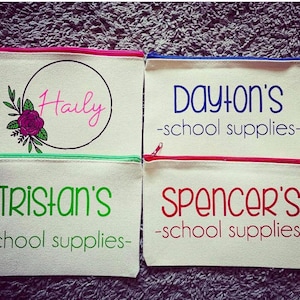 Haily
DAYTON'S
-school supplies-
TRISTAN'S
school supplies-
SPENCER'S
-school supplies